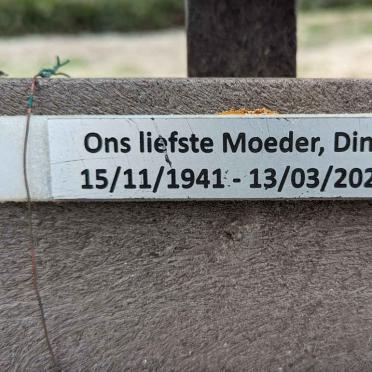 Ons liefste Moeder, Din
15/11/1941 - 13/03/202